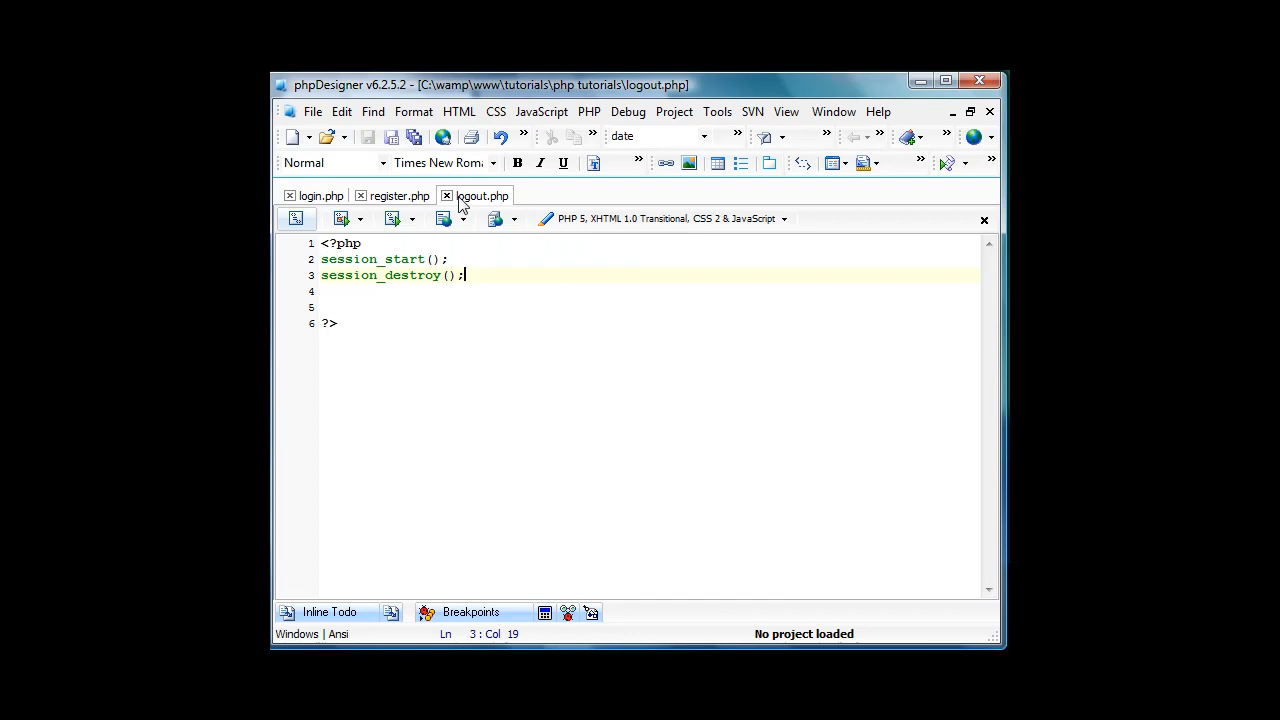 phpDesigner v6.2.5.2 - [C:\wamp\www\tutorials\php tutorials\logout.php]
File Edit Find Format HTML CSS JavaScript PHP Debug Project Tools SVN View Window Help
date
Normal Times New Roma B I U
login.php register.php logout.php
PHP 5, XHTML 1.0 Transitional, CSS 2 & JavaScript
1 <?php
2 session_start();
3 session_destroy();
4
5
6 ?>
Inline Todo Breakpoints
Windows | Ansi Ln 3 : Col 19 No project loaded